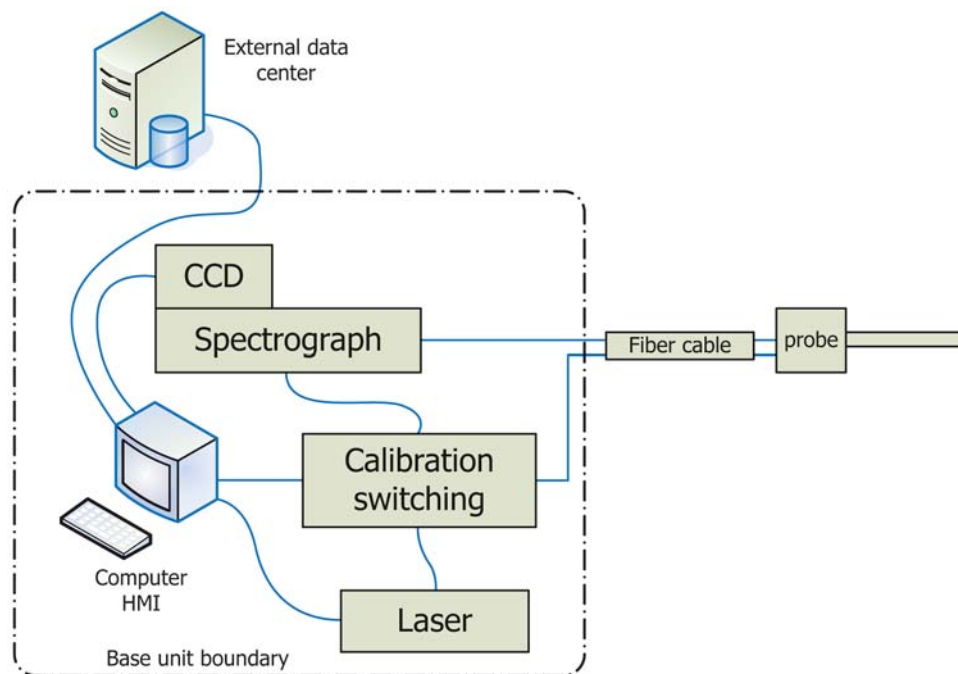 External data
center
CCD
Spectrograph
Fiber cable
probe
Calibration
switching
Computer
HMI
Laser
Base unit boundary